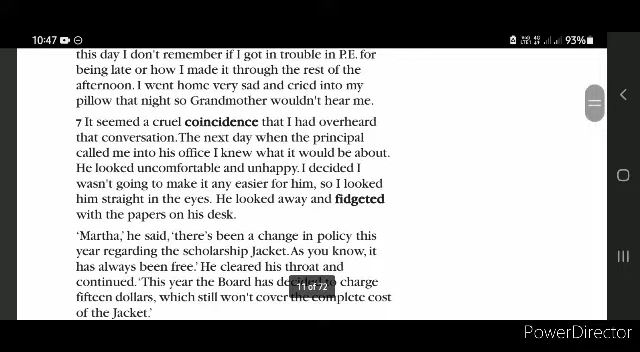 10:47
93%
this day I don't remember if I got in trouble in P.E. for
being late or how I made it through the rest of the
afternoon. I went home very sad and cried into my
pillow that night so Grandmother wouldn't hear me.
7 It seemed a cruel coincidence that I had overheard
that conversation. The next day when the principal
called me into his office I knew what it would be about.
He looked uncomfortable and unhappy. I decided I
wasn't going to make it any easier for him, so I looked
him straight in the eyes. He looked away and fidgeted
with the papers on his desk.
'Martha,' he said, 'there's been a change in policy this
year regarding the scholarship Jacket. As you know, it
has always been free.' He cleared his throat and
continued. 'This year the Board has decided to charge
11 of 72
fifteen dollars, which still won't cover the complete cost
of the Jacket.'
PowerDirector